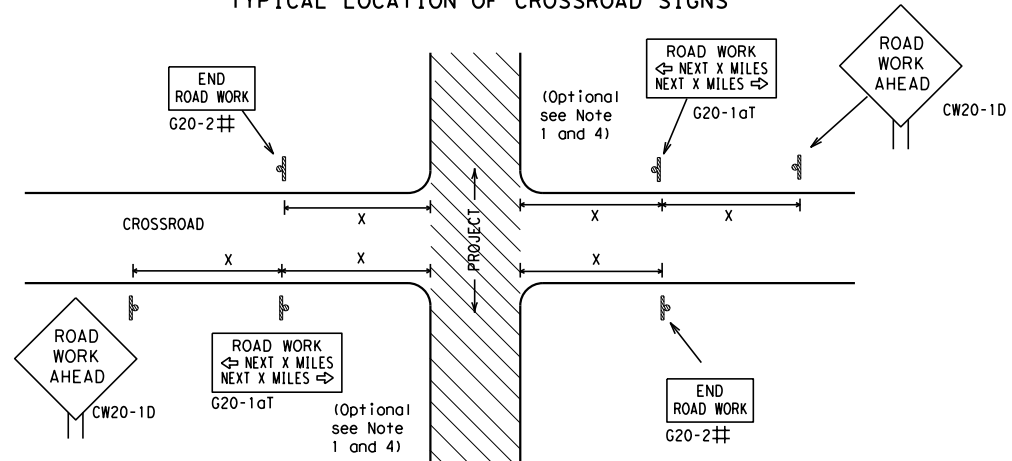 TYPICAL LOCATION OF CROSSROAD SIGNS
END
ROAD WORK
G20-2#
(Optional
see Note
1 and 4)
ROAD WORK
⇦ NEXT X MILES
NEXT X MILES ⇨
G20-1aT
ROAD
WORK
AHEAD
CW20-1D
X
X
X
CROSSROAD
PROJECT
X
X
X
ROAD
WORK
AHEAD
CW20-1D
ROAD WORK
⇦ NEXT X MILES
NEXT X MILES ⇨
G20-1aT
(Optional
see Note
1 and 4)
END
ROAD WORK
G20-2#